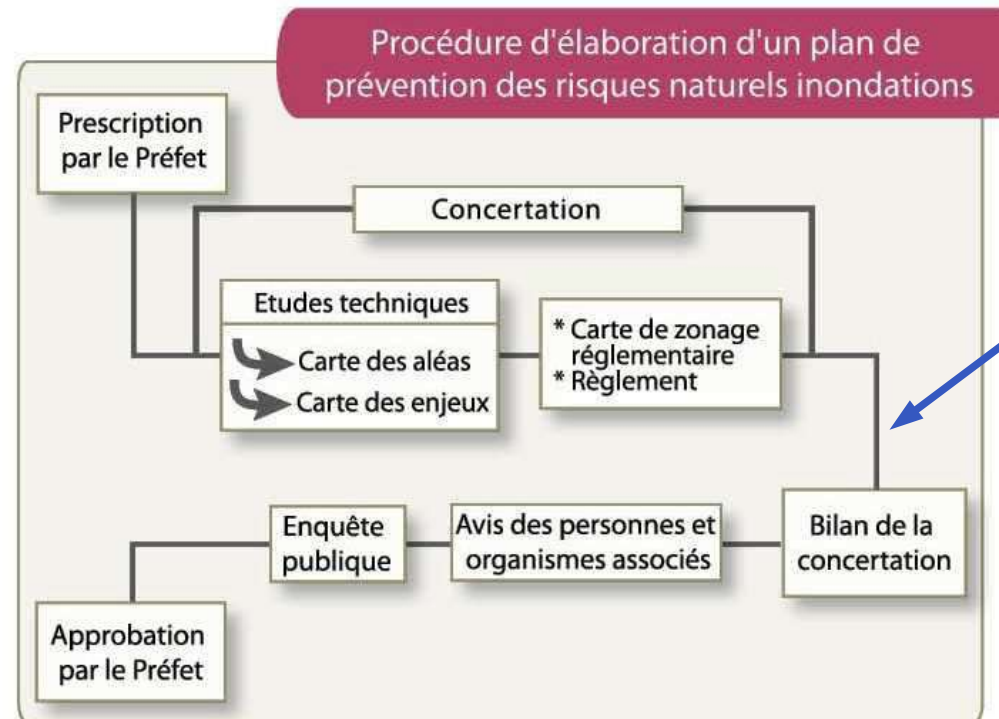 Procédure d'élaboration d'un plan de
prévention des risques naturels inondations
Prescription
par le Préfet
Concertation
Etudes techniques
Carte des aléas
Carte des enjeux
* Carte de zonage
réglementaire
* Règlement
Bilan de la
concertation
Avis des personnes et
organismes associés
Enquête
publique
Approbation
par le Préfet